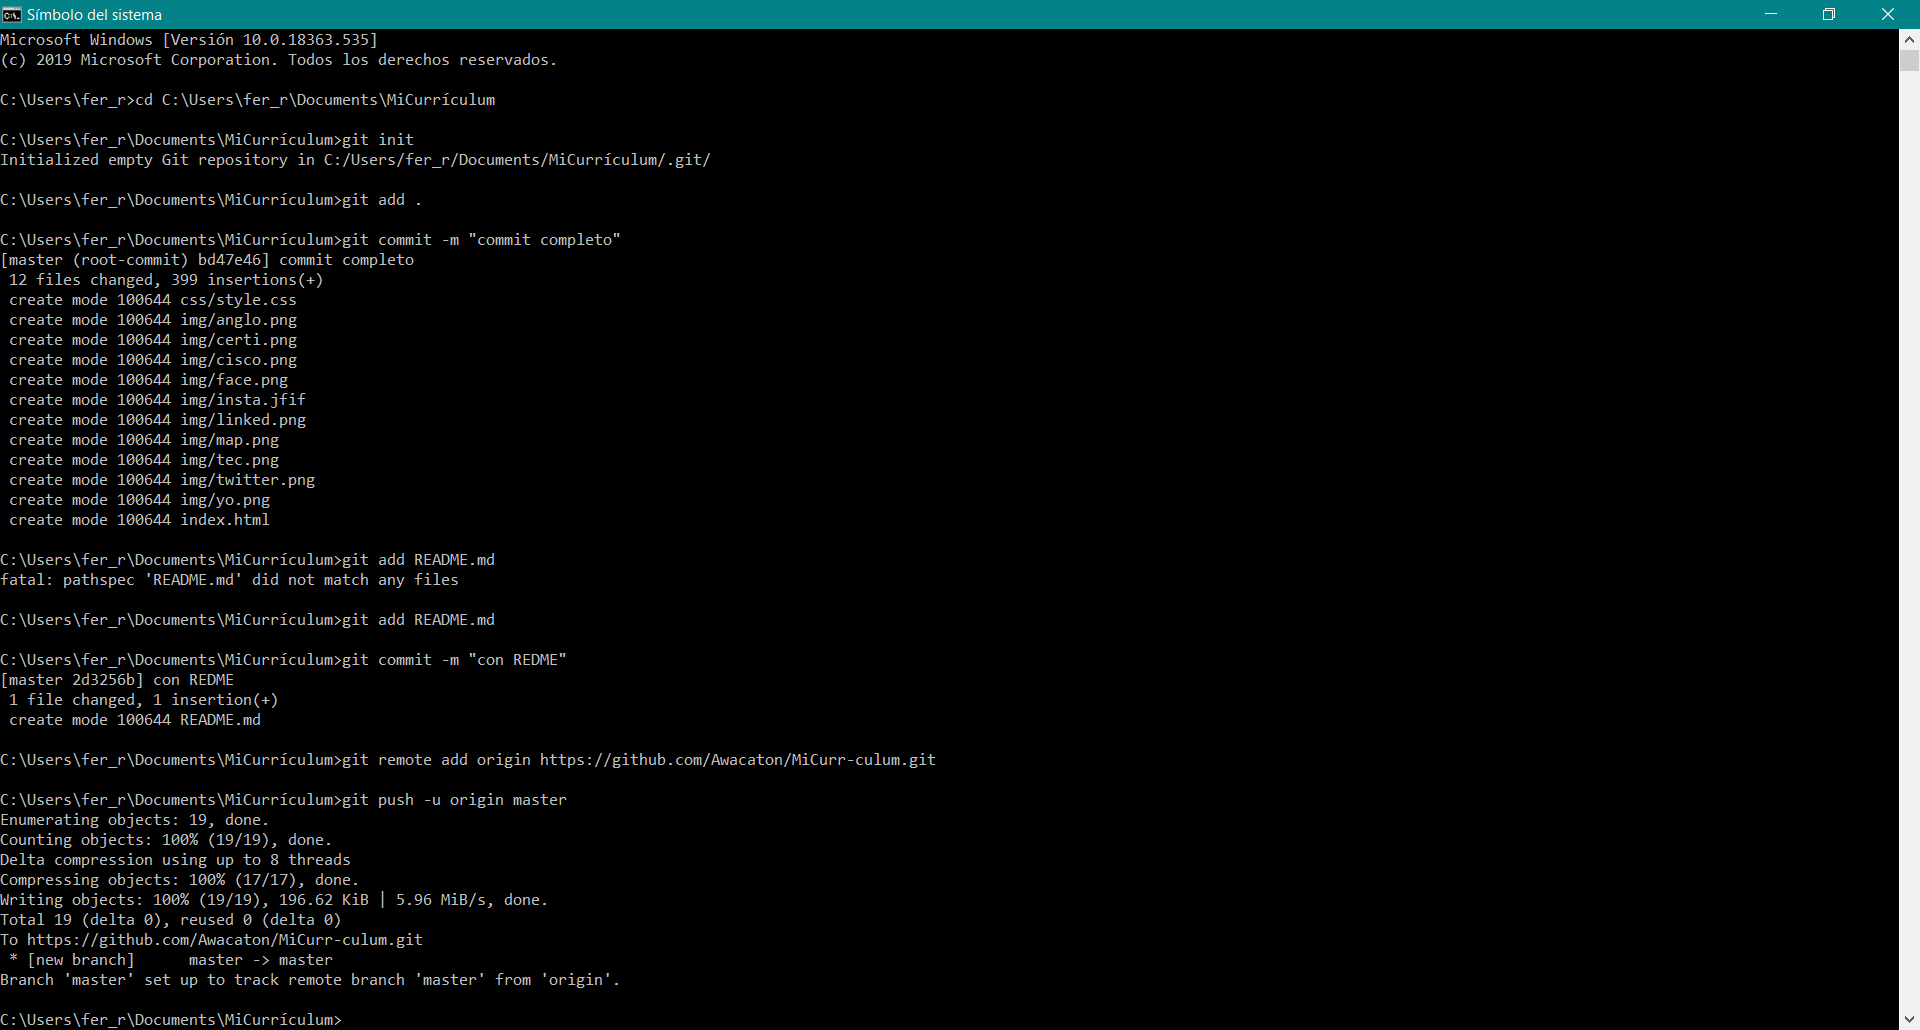 Símbolo del sistema
Microsoft Windows [Versión 10.0.18363.535]
(c) 2019 Microsoft Corporation. Todos los derechos reservados.
C:\Users\fer_r>cd C:\Users\fer_r\Documents\MiCurrículum
C:\Users\fer_r\Documents\MiCurrículum>git init
Initialized empty Git repository in C:/Users/fer_r/Documents/MiCurrículum/.git/
C:\Users\fer_r\Documents\MiCurrículum>git add .
C:\Users\fer_r\Documents\MiCurrículum>git commit -m "commit completo"
[master (root-commit) bd47e46] commit completo
 12 files changed, 399 insertions(+)
 create mode 100644 css/style.css
 create mode 100644 img/anglo.png
 create mode 100644 img/certi.png
 create mode 100644 img/cisco.png
 create mode 100644 img/face.png
 create mode 100644 img/insta.jfif
 create mode 100644 img/linked.png
 create mode 100644 img/map.png
 create mode 100644 img/tec.png
 create mode 100644 img/twitter.png
 create mode 100644 img/yo.png
 create mode 100644 index.html
C:\Users\fer_r\Documents\MiCurrículum>git add README.md
fatal: pathspec 'README.md' did not match any files
C:\Users\fer_r\Documents\MiCurrículum>git add README.md
C:\Users\fer_r\Documents\MiCurrículum>git commit -m "con REDME"
[master 2d3256b] con REDME
 1 file changed, 1 insertion(+)
 create mode 100644 README.md
C:\Users\fer_r\Documents\MiCurrículum>git remote add origin https://github.com/Awacaton/MiCurr-culum.git
C:\Users\fer_r\Documents\MiCurrículum>git push -u origin master
Enumerating objects: 19, done.
Counting objects: 100% (19/19), done.
Delta compression using up to 8 threads
Compressing objects: 100% (17/17), done.
Writing objects: 100% (19/19), 196.62 KiB | 5.96 MiB/s, done.
Total 19 (delta 0), reused 0 (delta 0)
To https://github.com/Awacaton/MiCurr-culum.git
 * [new branch]      master -> master
Branch 'master' set up to track remote branch 'master' from 'origin'.
C:\Users\fer_r\Documents\MiCurrículum>